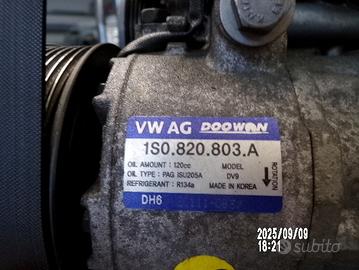 VW AG DOOWON
1S0.820.803.A
OIL AMOUNT : 120cc MODEL
OIL TYPE : PAG ISU205A DV9
REFRIGERANT : R134a MADE IN KOREA
ROTATION
DH6
2025/09/08
18:21
subito